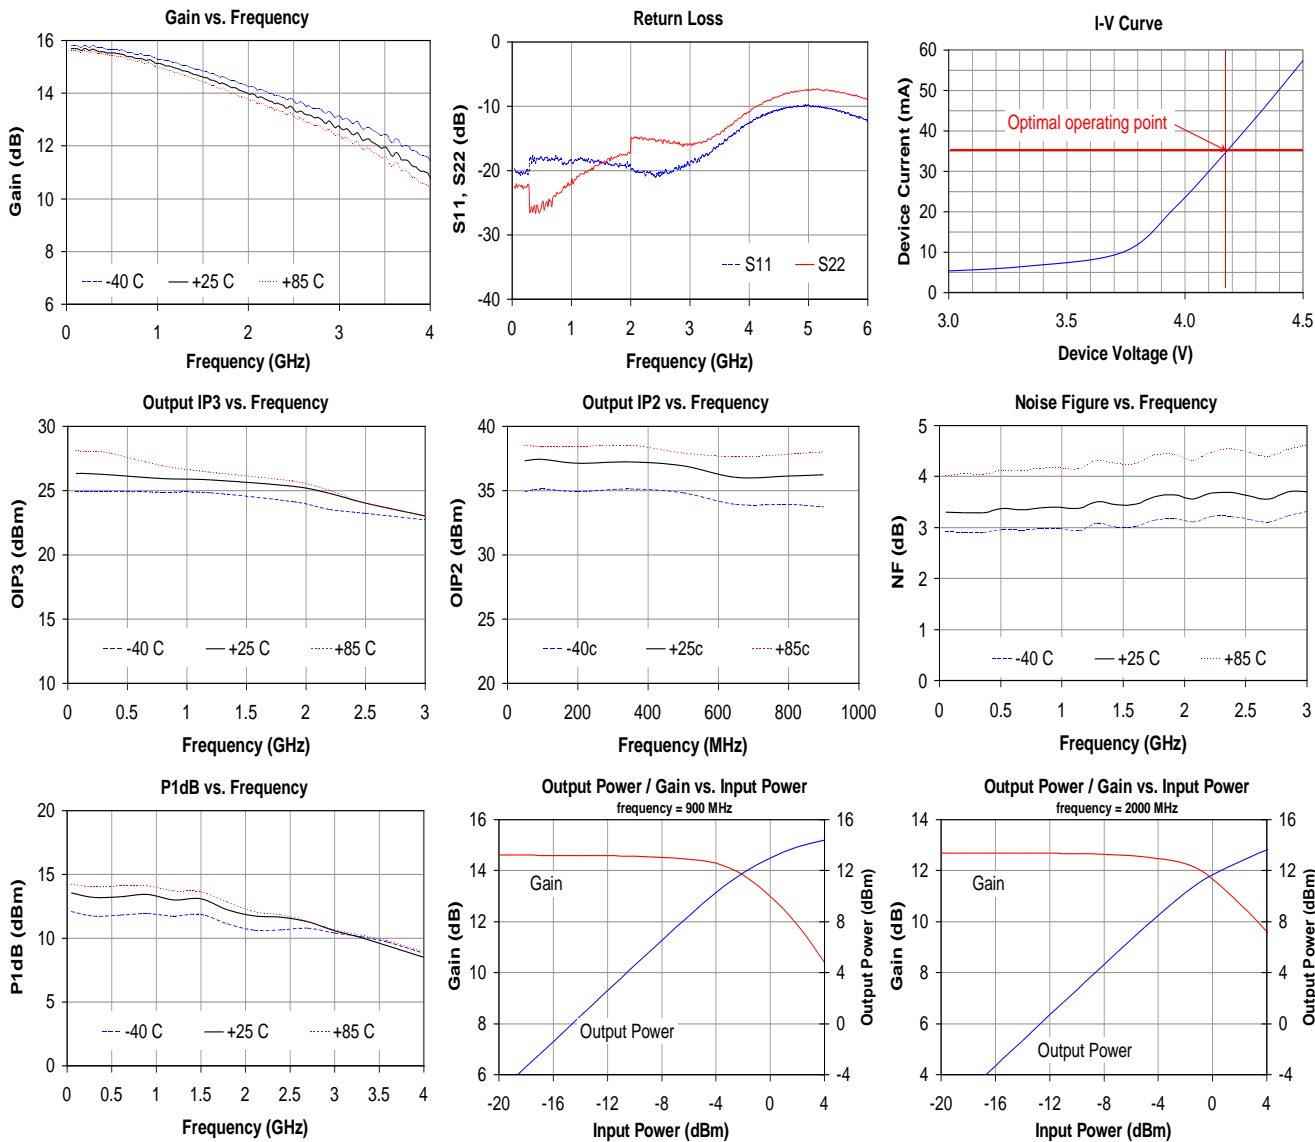 Gain vs. Frequency
Gain (dB)
16
14
12
10
8
6
-40 C +25 C +85 C
0 1 2 3 4
Frequency (GHz)
Return Loss
S11, S22 (dB)
0
-10
-20
-30
-40
S11 S22
0 1 2 3 4 5 6
Frequency (GHz)
I-V Curve
Device Current (mA)
60
50
40
30
20
10
0
Optimal operating point
3.0 3.5 4.0 4.5
Device Voltage (V)
Output IP3 vs. Frequency
OIP3 (dBm)
30
25
20
15
10
-40 C +25 C +85 C
0 0.5 1 1.5 2 2.5 3
Frequency (GHz)
Output IP2 vs. Frequency
OIP2 (dBm)
40
35
30
25
20
-40c +25c +85c
0 200 400 600 800 1000
Frequency (MHz)
Noise Figure vs. Frequency
NF (dB)
5
4
3
2
1
0
-40 C +25 C +85 C
0 0.5 1 1.5 2 2.5 3
Frequency (GHz)
P1dB vs. Frequency
P1dB (dBm)
20
15
10
5
0
-40 C +25 C +85 C
0 0.5 1 1.5 2 2.5 3 3.5 4
Frequency (GHz)
Output Power / Gain vs. Input Power
frequency = 900 MHz
Gain (dB)
16
14
12
10
8
6
Gain
Output Power
16
12
8
4
0
-4
Output Power (dBm)
-20 -16 -12 -8 -4 0 4
Input Power (dBm)
Output Power / Gain vs. Input Power
frequency = 2000 MHz
Gain (dB)
14
12
10
8
6
4
Gain
Output Power
16
12
8
4
0
-4
Output Power (dBm)
-20 -16 -12 -8 -4 0 4
Input Power (dBm)